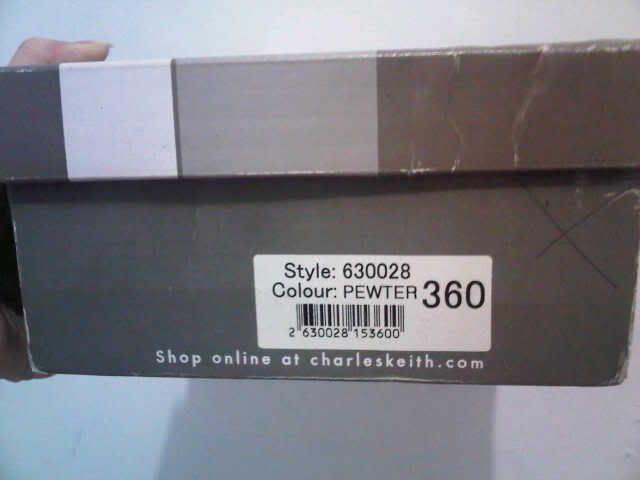 Style: 630028
Colour: PEWTER 360
2 630028 153600
Shop online at charleskeith.com